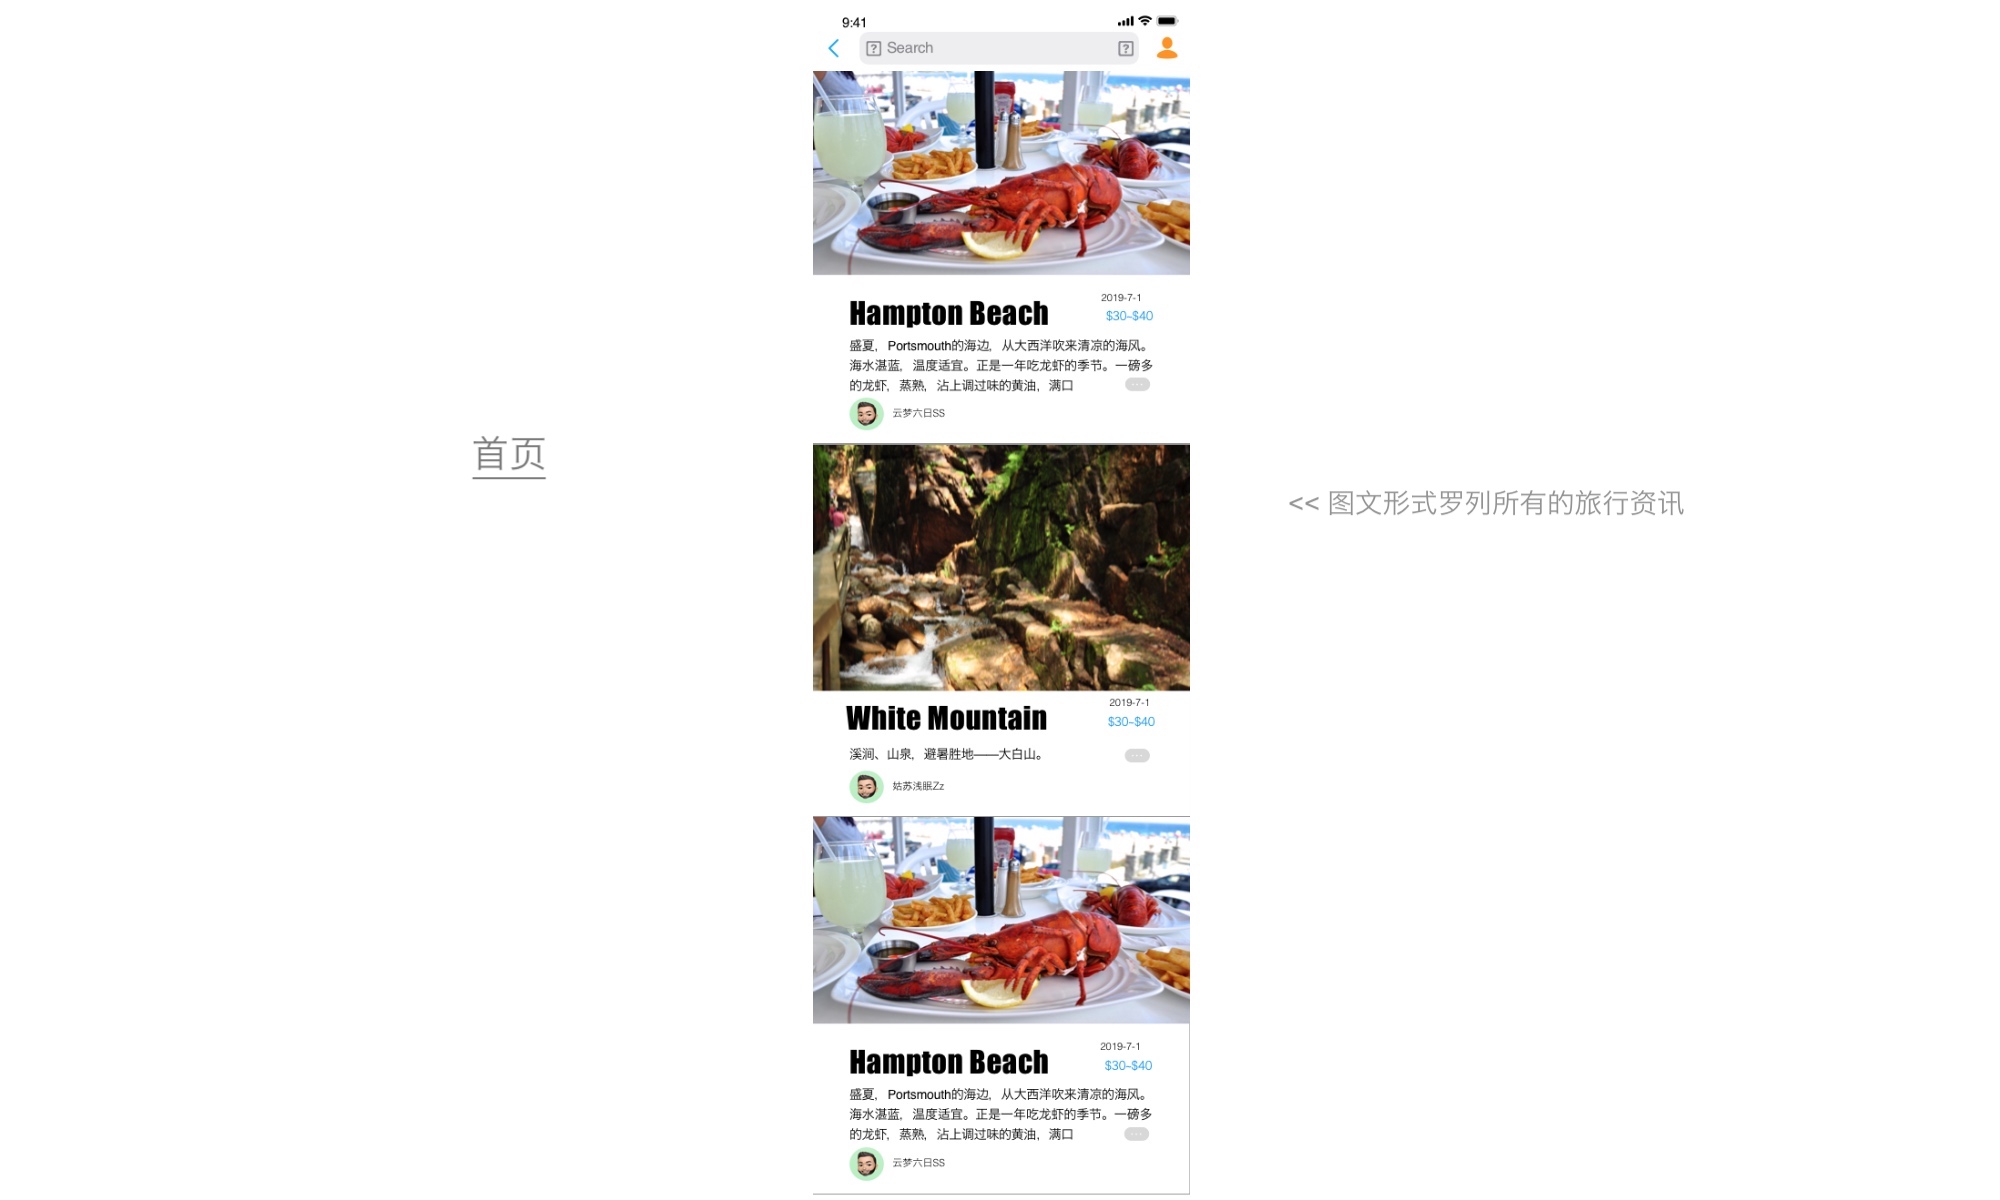 9:41
Search
Hampton Beach
2019-7-1
$30-$40
盛夏，Portsmouth的海边，从大西洋吹来清凉的海风。
海水湛蓝，温度适宜。正是一年吃龙虾的季节。一磅多
的龙虾，蒸熟，沾上调过味的黄油，满口
...
云梦六日SS
首页
<< 图文形式罗列所有的旅行资讯
White Mountain
2019-7-1
$30-$40
溪涧、山泉，避暑胜地——大白山。
...
姑苏浅眠Zz
Hampton Beach
2019-7-1
$30-$40
盛夏，Portsmouth的海边，从大西洋吹来清凉的海风。
海水湛蓝，温度适宜。正是一年吃龙虾的季节。一磅多
的龙虾，蒸熟，沾上调过味的黄油，满口
...
云梦六日SS